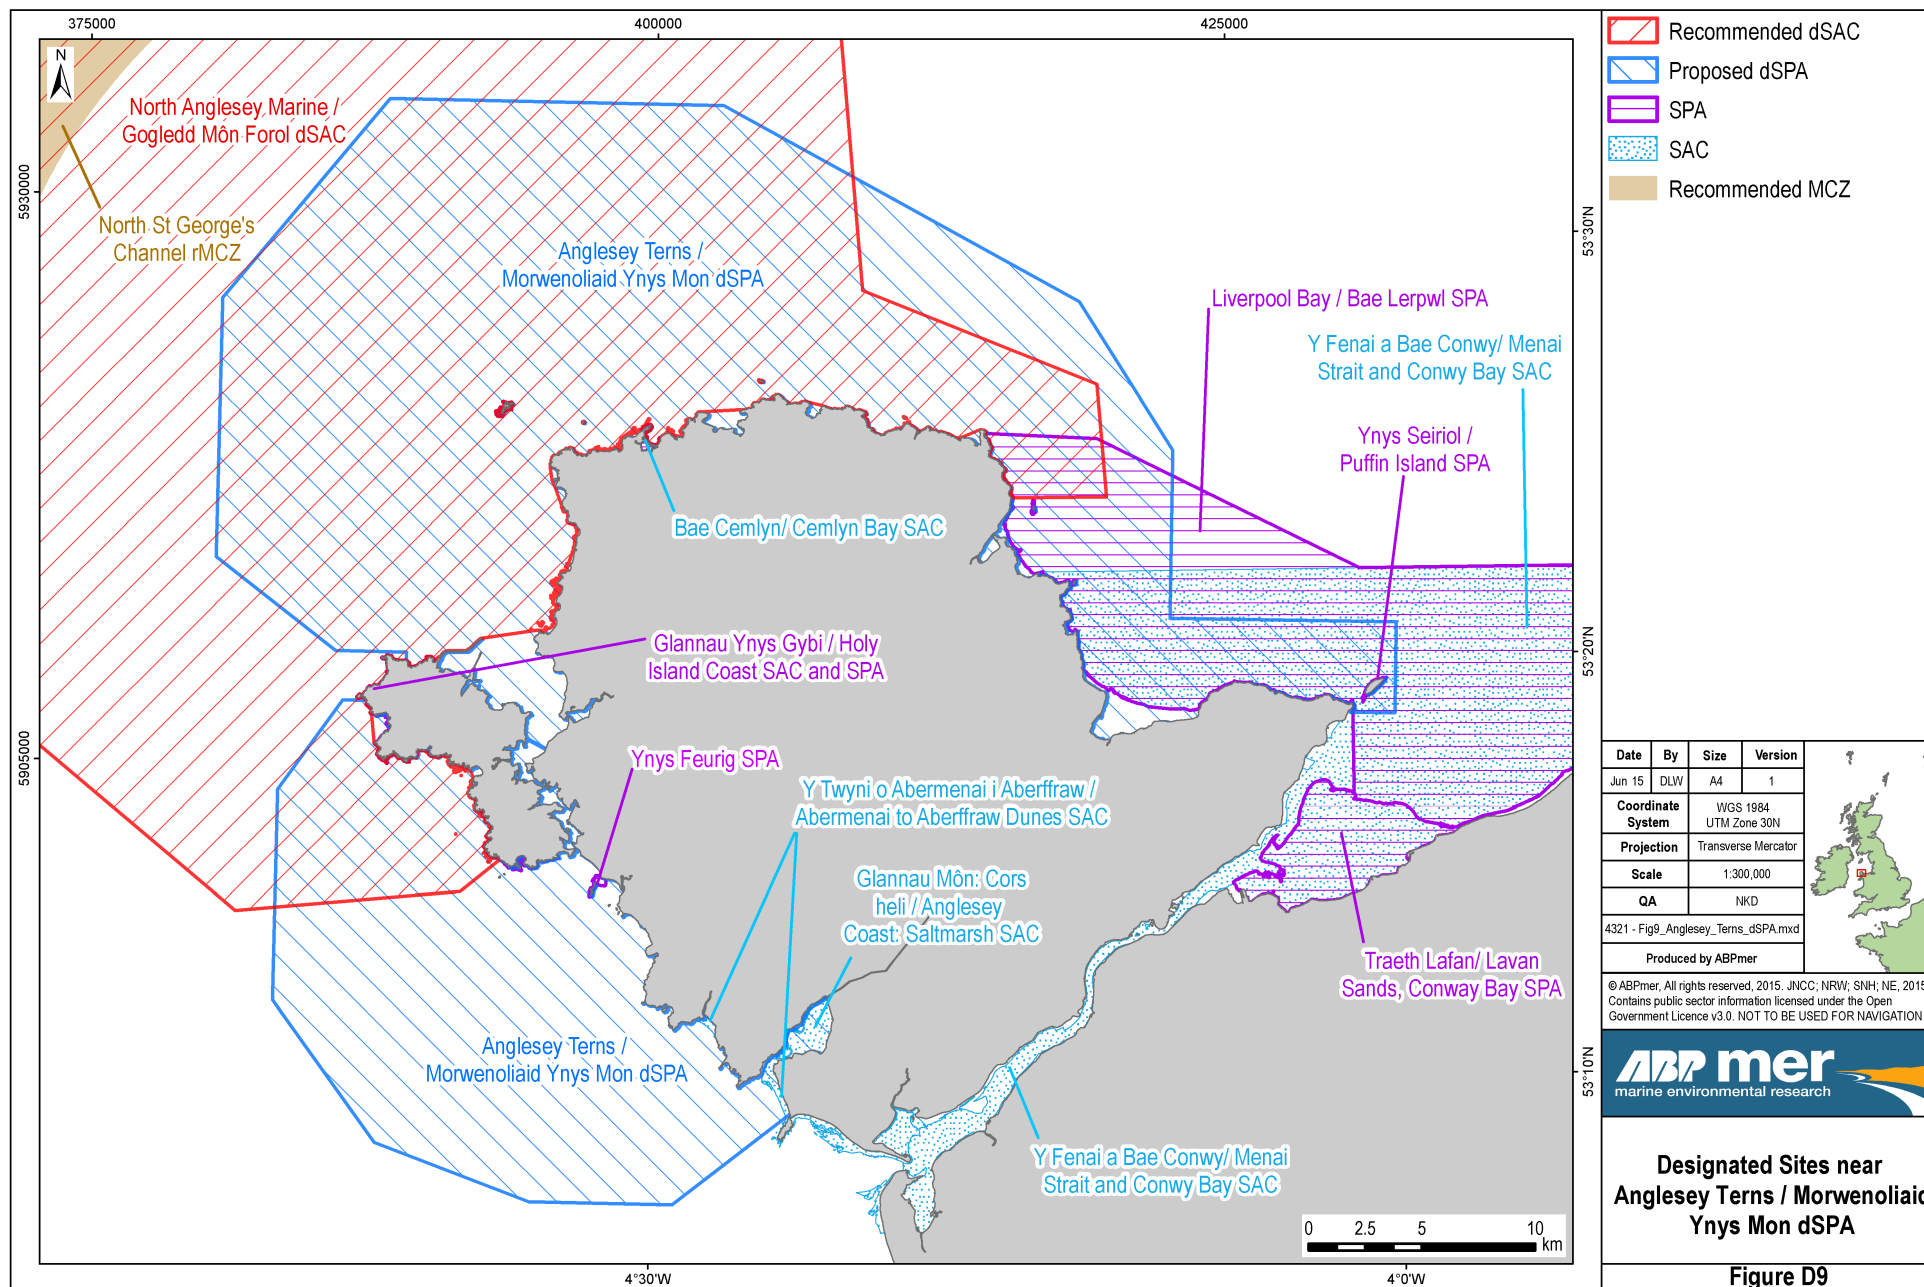 375000
400000
425000
5930000
5905000
53°30'N
53°20'N
53°10'N
4°30'W
4°0'W
N
North Anglesey Marine /
Gogledd Môn Forol dSAC
North St George's
Channel rMCZ
Anglesey Terns /
Morwenoliaid Ynys Mon dSPA
Liverpool Bay / Bae Lerpwl SPA
Y Fenai a Bae Conwy/ Menai
Strait and Conwy Bay SAC
Ynys Seiriol /
Puffin Island SPA
Bae Cemlyn/ Cemlyn Bay SAC
Glannau Ynys Gybi / Holy
Island Coast SAC and SPA
Ynys Feurig SPA
Y Twyni o Abermenai i Aberffraw /
Abermenai to Aberffraw Dunes SAC
Glannau Môn: Cors
heli / Anglesey
Coast: Saltmarsh SAC
Traeth Lafan/ Lavan
Sands, Conway Bay SPA
Anglesey Terns /
Morwenoliaid Ynys Mon dSPA
Y Fenai a Bae Conwy/ Menai
Strait and Conwy Bay SAC
0 2.5 5 10
km
Recommended dSAC
Proposed dSPA
SPA
SAC
Recommended MCZ
Date By Size Version
Jun 15 DLW A4 1
Coordinate
System
WGS 1984
UTM Zone 30N
Projection Transverse Mercator
Scale 1:300,000
QA NKD
4321 - Fig9_Anglesey_Terns_dSPA.mxd
Produced by ABPmer
© ABPmer, All rights reserved, 2015. JNCC; NRW; SNH; NE, 2015
Contains public sector information licensed under the Open
Government Licence v3.0. NOT TO BE USED FOR NAVIGATION
ABP mer
marine environmental research
Designated Sites near
Anglesey Terns / Morwenoliaid
Ynys Mon dSPA
Figure D9